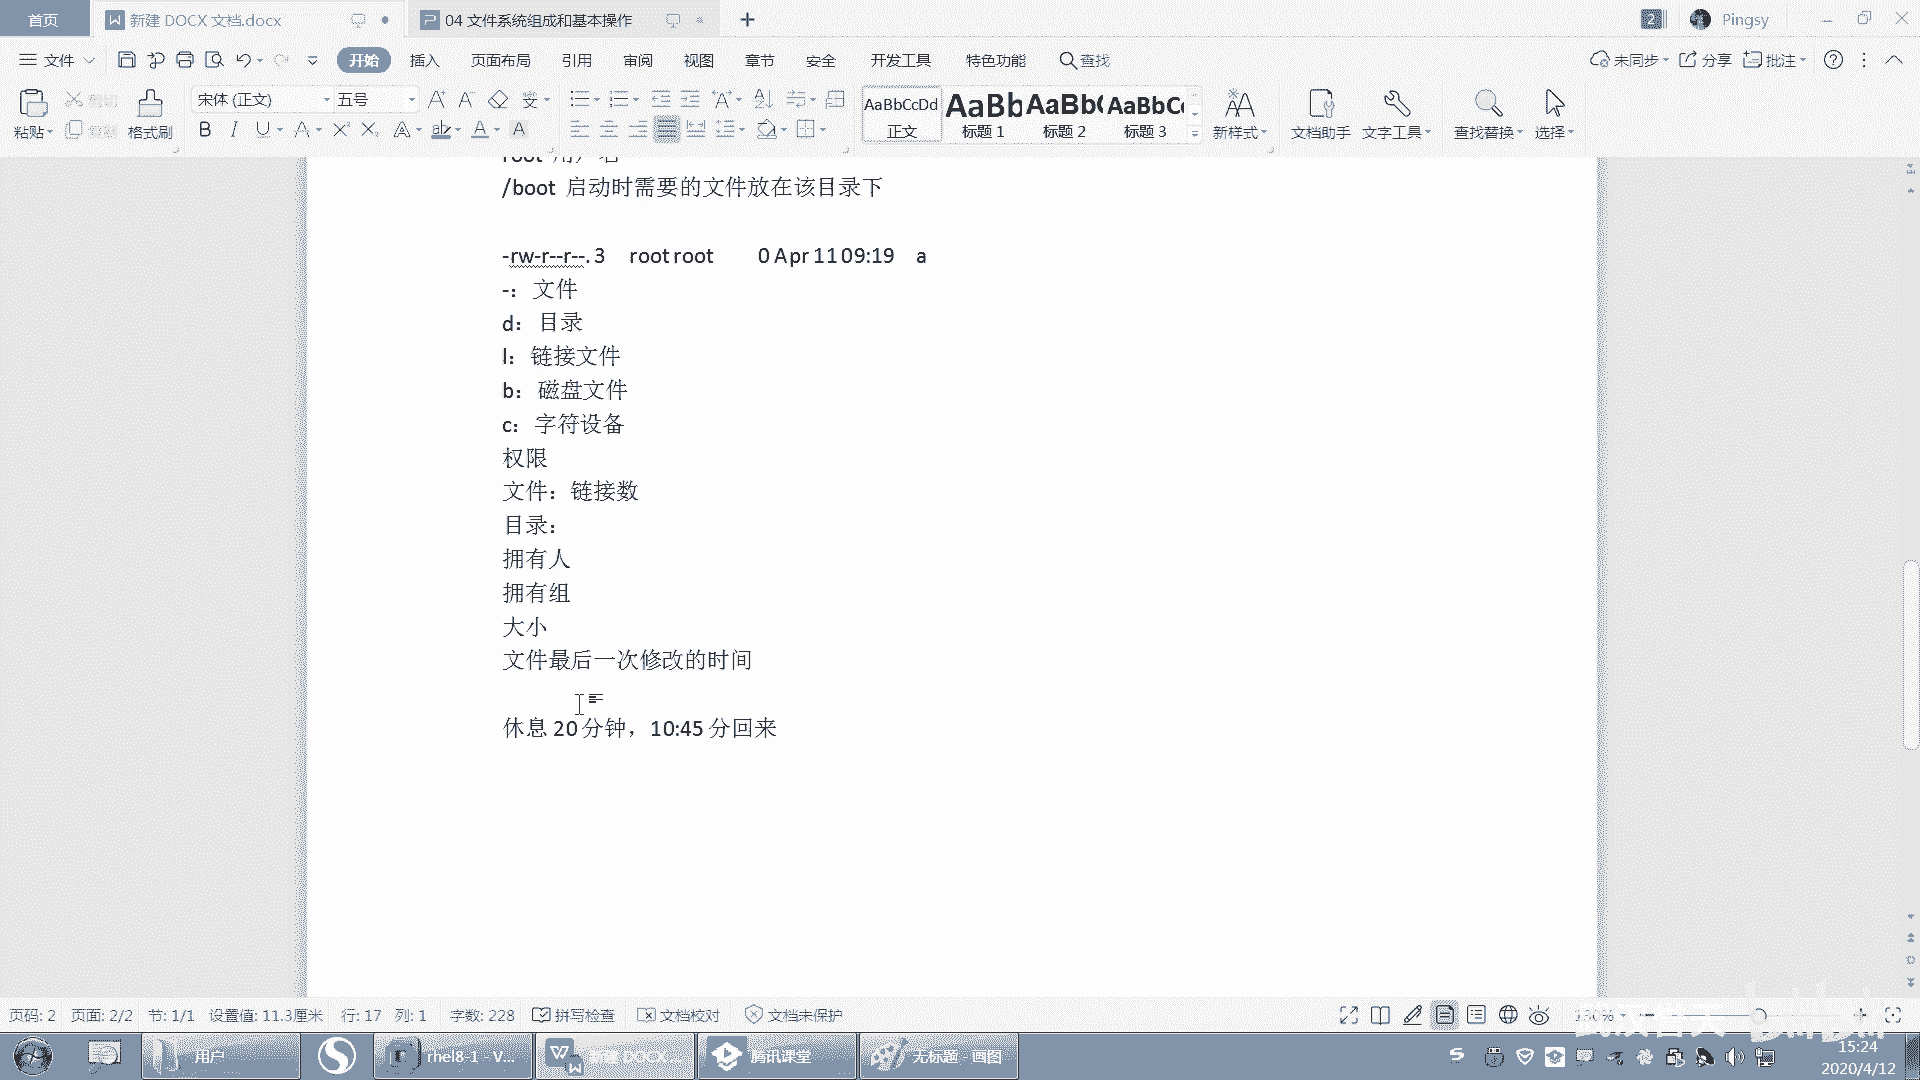 首页 新建 DOCX 文档.docx 04 文件系统组成和基本操作 2 Pingsy
文件 开始 插入 页面布局 引用 审阅 视图 章节 安全 开发工具 特色功能 查找 未同步 分享 批注
粘贴 剪切 复制 格式刷 宋体 (正文) 五号 AaBbCcDd 正文 AaBb 标题 1 AaBb( 标题 2 AaBbC 标题 3 新样式 文档助手 文字工具 查找替换 选择
root 用户名
/boot 启动时需要的文件放在该目录下
-rw-r--r--. 3 root root 0 Apr 11 09:19 a
-：文件
d：目录
l：链接文件
b：磁盘文件
c：字符设备
权限
文件：链接数
目录：
拥有人
拥有组
大小
文件最后一次修改的时间
休息 20 分钟，10:45 分回来
页码: 2 页面: 2/2 节: 1/1 设置值: 11.3厘米 行: 17 列: 1 字数: 228 拼写检查 文档校对 文档未保护
用户 rhel8-1 - V... 新建 DOCX ... 腾讯课堂 无标题 - 画图
15:24
2020/4/12